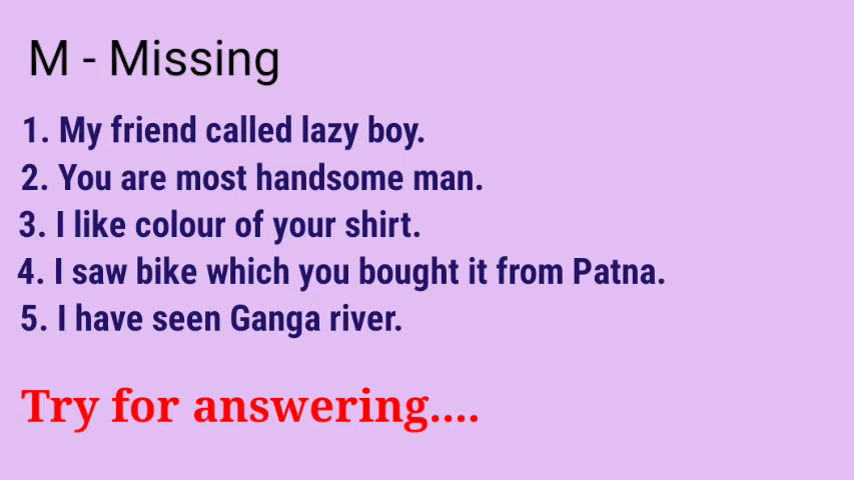 M - Missing
1. My friend called lazy boy.
2. You are most handsome man.
3. I like colour of your shirt.
4. I saw bike which you bought it from Patna.
5. I have seen Ganga river.
Try for answering....